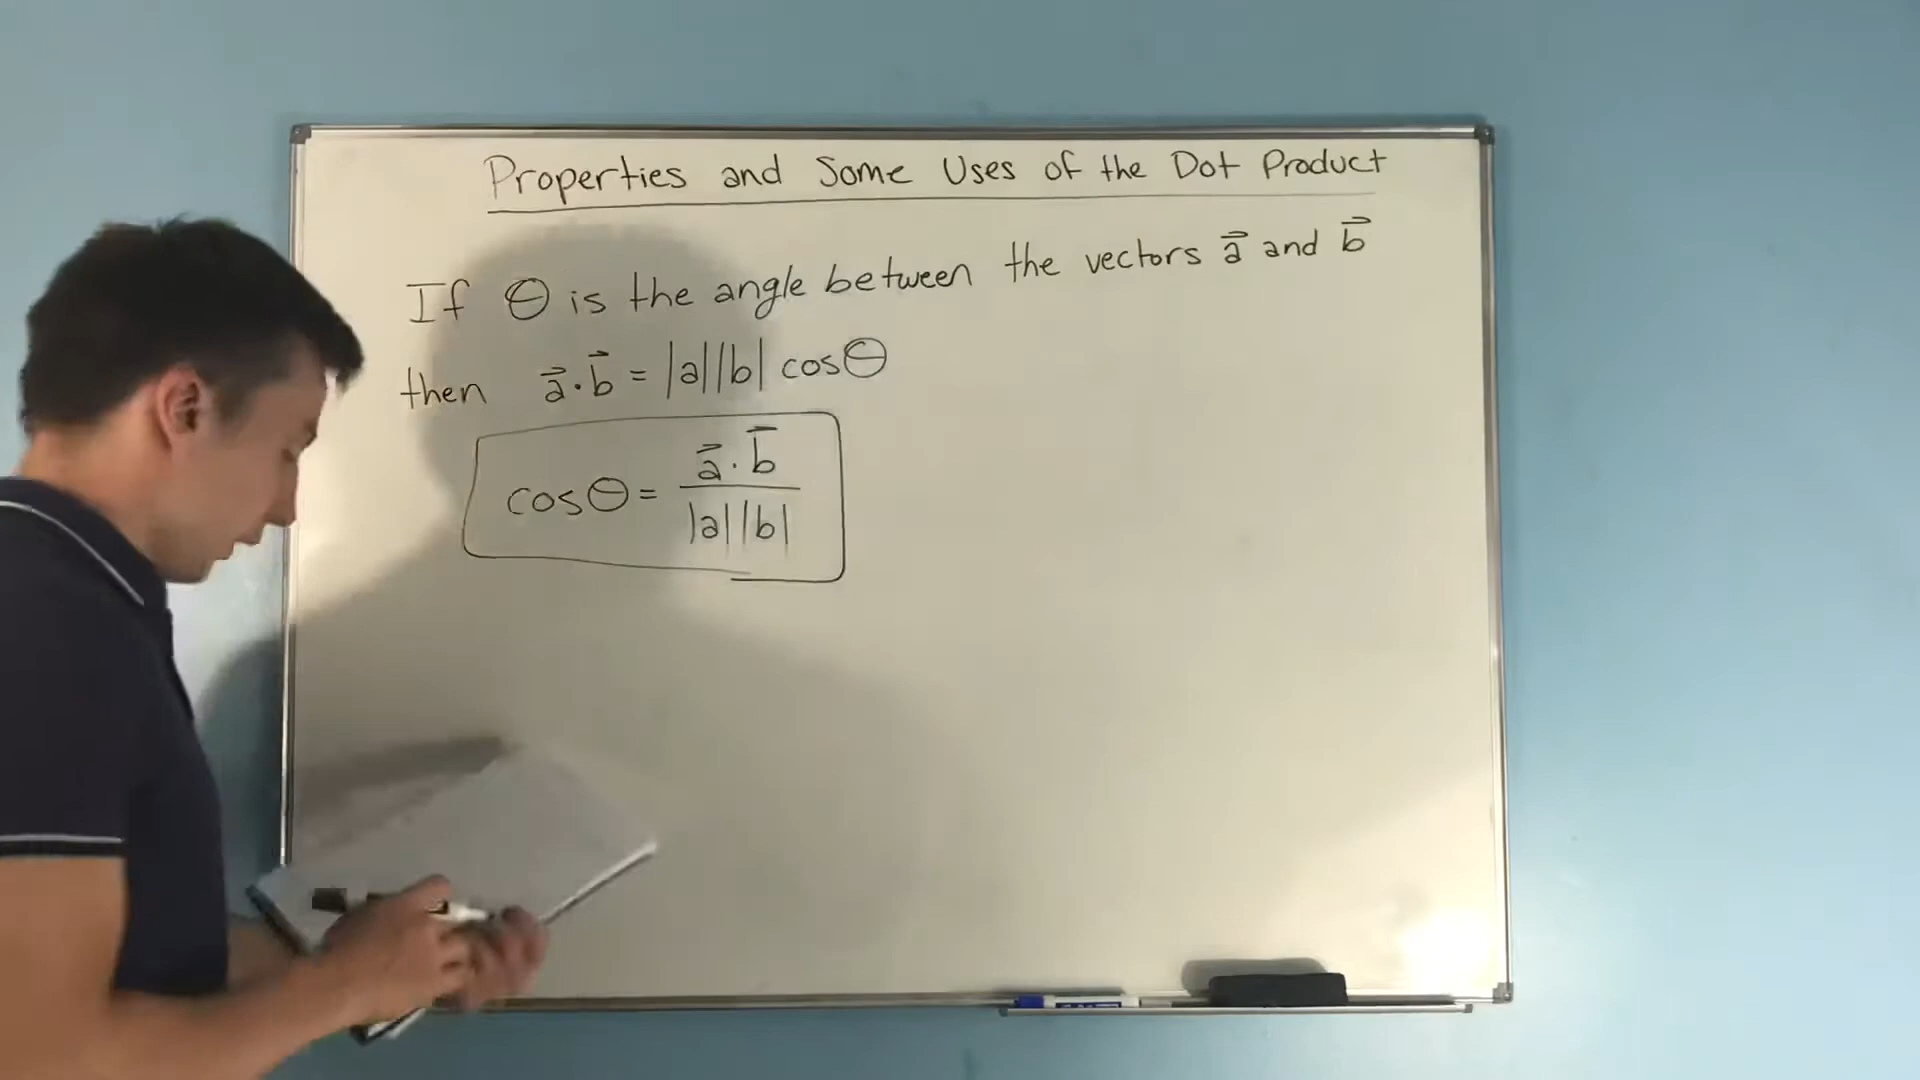 Properties and Some Uses of the Dot Product
If Θ is the angle between the vectors a⃗ and b⃗
then a⃗·b⃗ = |a||b| cosΘ
cosΘ = a⃗·b⃗ / |a||b|